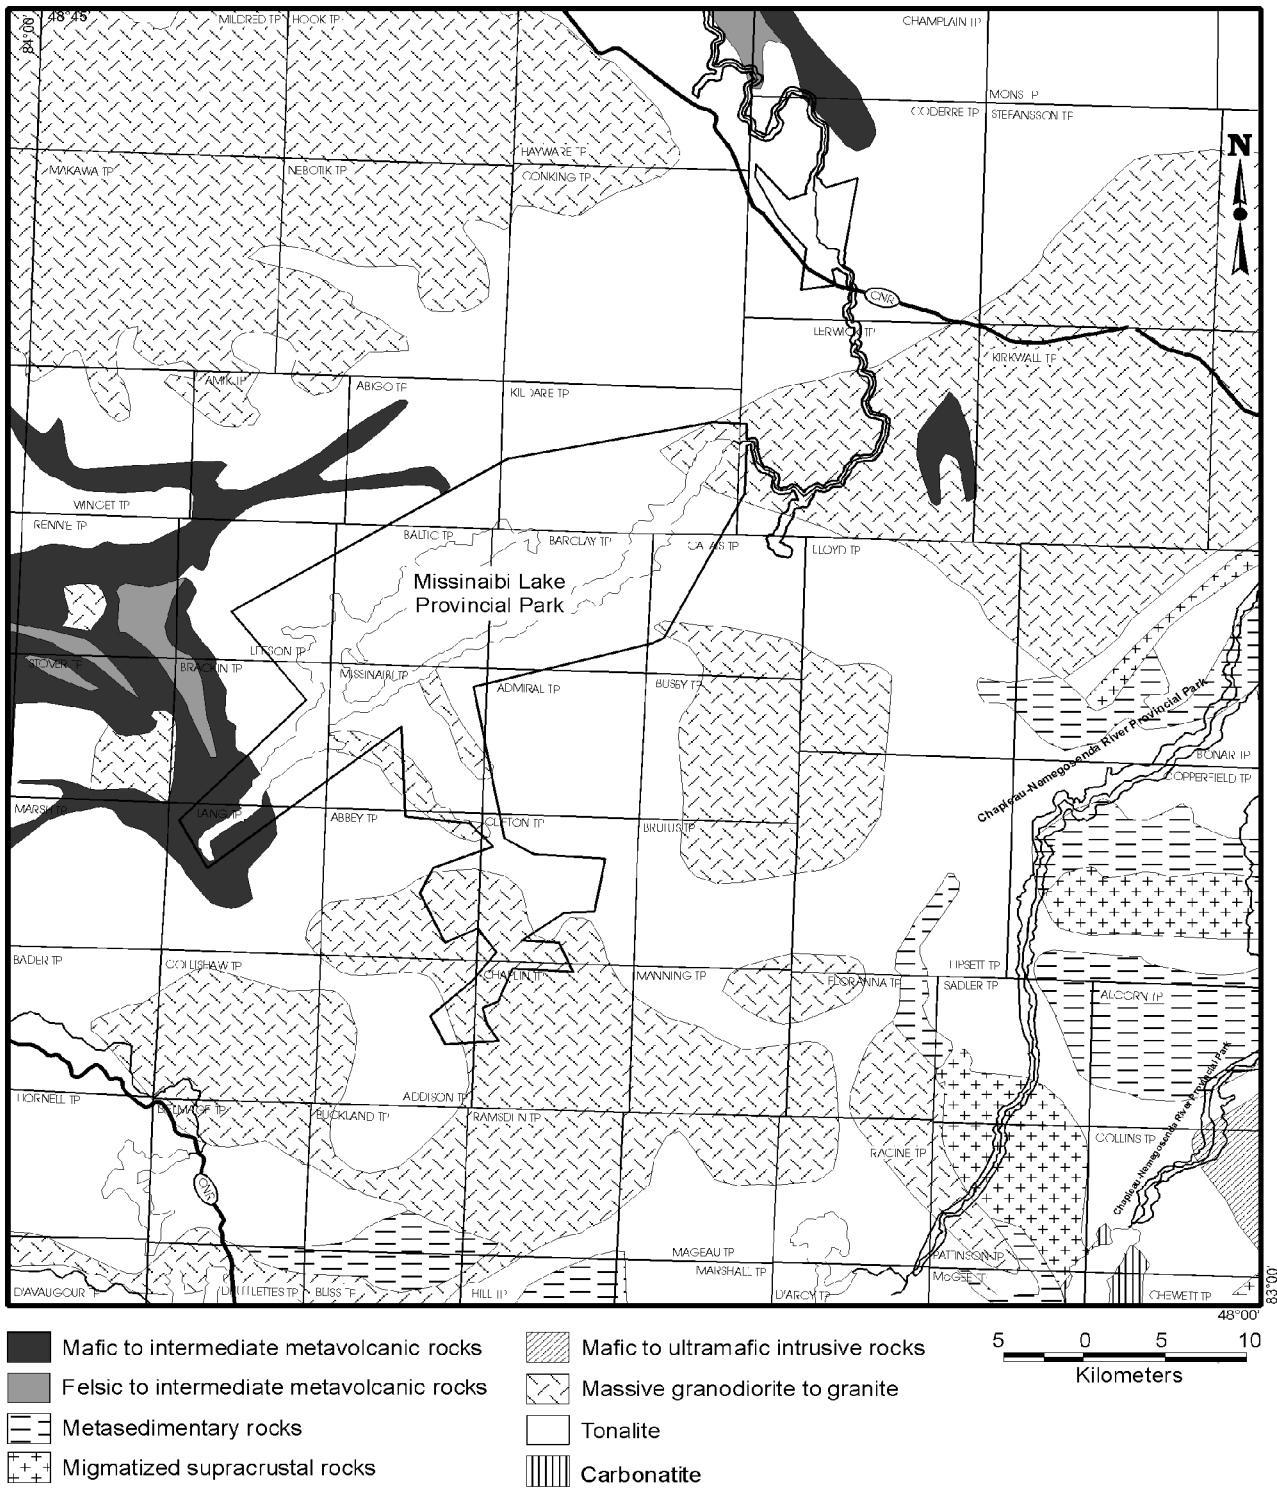 48°45'
84°00'
MILDRED TP
HOOK TP
CHAMPLAIN TP
MONS TP
CODERRE TP
STEFANSSON TP
N
HAYWARD TP
MAKAWA TP
NEBOTIK TP
CONKING TP
CNR
LERWICK TP
KIRKWALL TP
AMIK TP
ABIGO TP
KILDARE TP
WINGET TP
RENNIE TP
BALTIC TP
BARCLAY TP
CALAIS TP
LLOYD TP
Missinaibi Lake
Provincial Park
LEESON TP
STOVER TP
BRACKIN TP
MISSINAIBI TP
ADMIRAL TP
BUSBY TP
Chapleau-Nemegosenda River Provincial Park
BONAR TP
COPPERFIELD TP
MARSH TP
LANG TP
ABBEY TP
CLIFTON TP
BRUTUS TP
BADER TP
COLLISHAW TP
CHAPLIN TP
MANNING TP
FLORANNA TP
LIPSETT TP
SADLER TP
ALCORN TP
HORNELL TP
BELMAGE TP
BUCKLAND TP
ADDISON TP
RAMSDEN TP
RACINE TP
COLLINS TP
Chapleau-Nemegosenda River Provincial Park
CNR
MAGEAU TP
MARSHALL TP
PATTINSON TP
McGEE TP
D'AVAUGOUR TP
BLISS TP
HILL TP
D'ARCY TP
CHEWETT TP
83°00'
48°00'
Mafic to intermediate metavolcanic rocks
Felsic to intermediate metavolcanic rocks
Metasedimentary rocks
Migmatized supracrustal rocks
Mafic to ultramafic intrusive rocks
Massive granodiorite to granite
Tonalite
Carbonatite
5 0 5 10
Kilometers